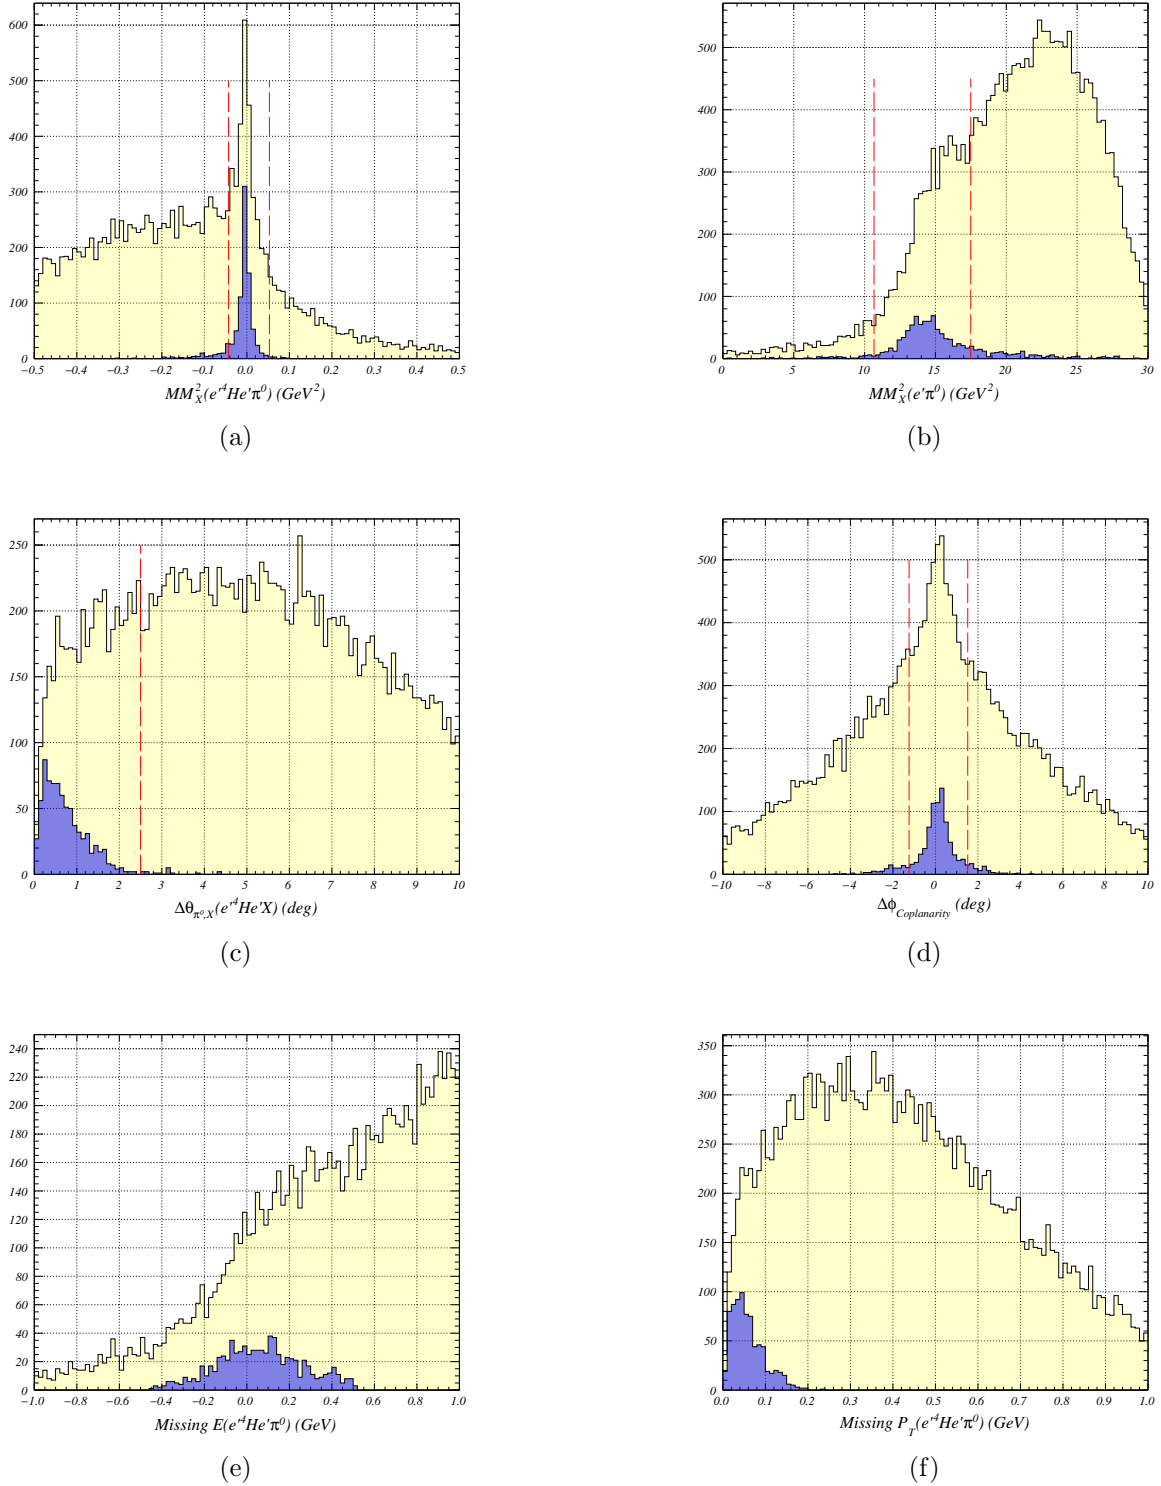 600
500
400
300
200
100
0
−0.5 −0.4 −0.3 −0.2 −0.1 0.0 0.1 0.2 0.3 0.4 0.5
MM²_X(e'⁴He'π⁰) (GeV²)
(a)
500
400
300
200
100
0
0 5 10 15 20 25 30
MM²_X(e'π⁰) (GeV²)
(b)
250
200
150
100
50
0
0 1 2 3 4 5 6 7 8 9 10
Δθ_π⁰,X(e'⁴He'X) (deg)
(c)
500
400
300
200
100
0
−10 −8 −6 −4 −2 0 2 4 6 8 10
Δϕ_Coplanarity (deg)
(d)
240
220
200
180
160
140
120
100
80
60
40
20
0
−1.0 −0.8 −0.6 −0.4 −0.2 0.0 0.2 0.4 0.6 0.8 1.0
Missing E(e'⁴He'π⁰) (GeV)
(e)
350
300
250
200
150
100
50
0
0.0 0.1 0.2 0.3 0.4 0.5 0.6 0.7 0.8 0.9 1.0
Missing P_T(e'⁴He'π⁰) (GeV)
(f)